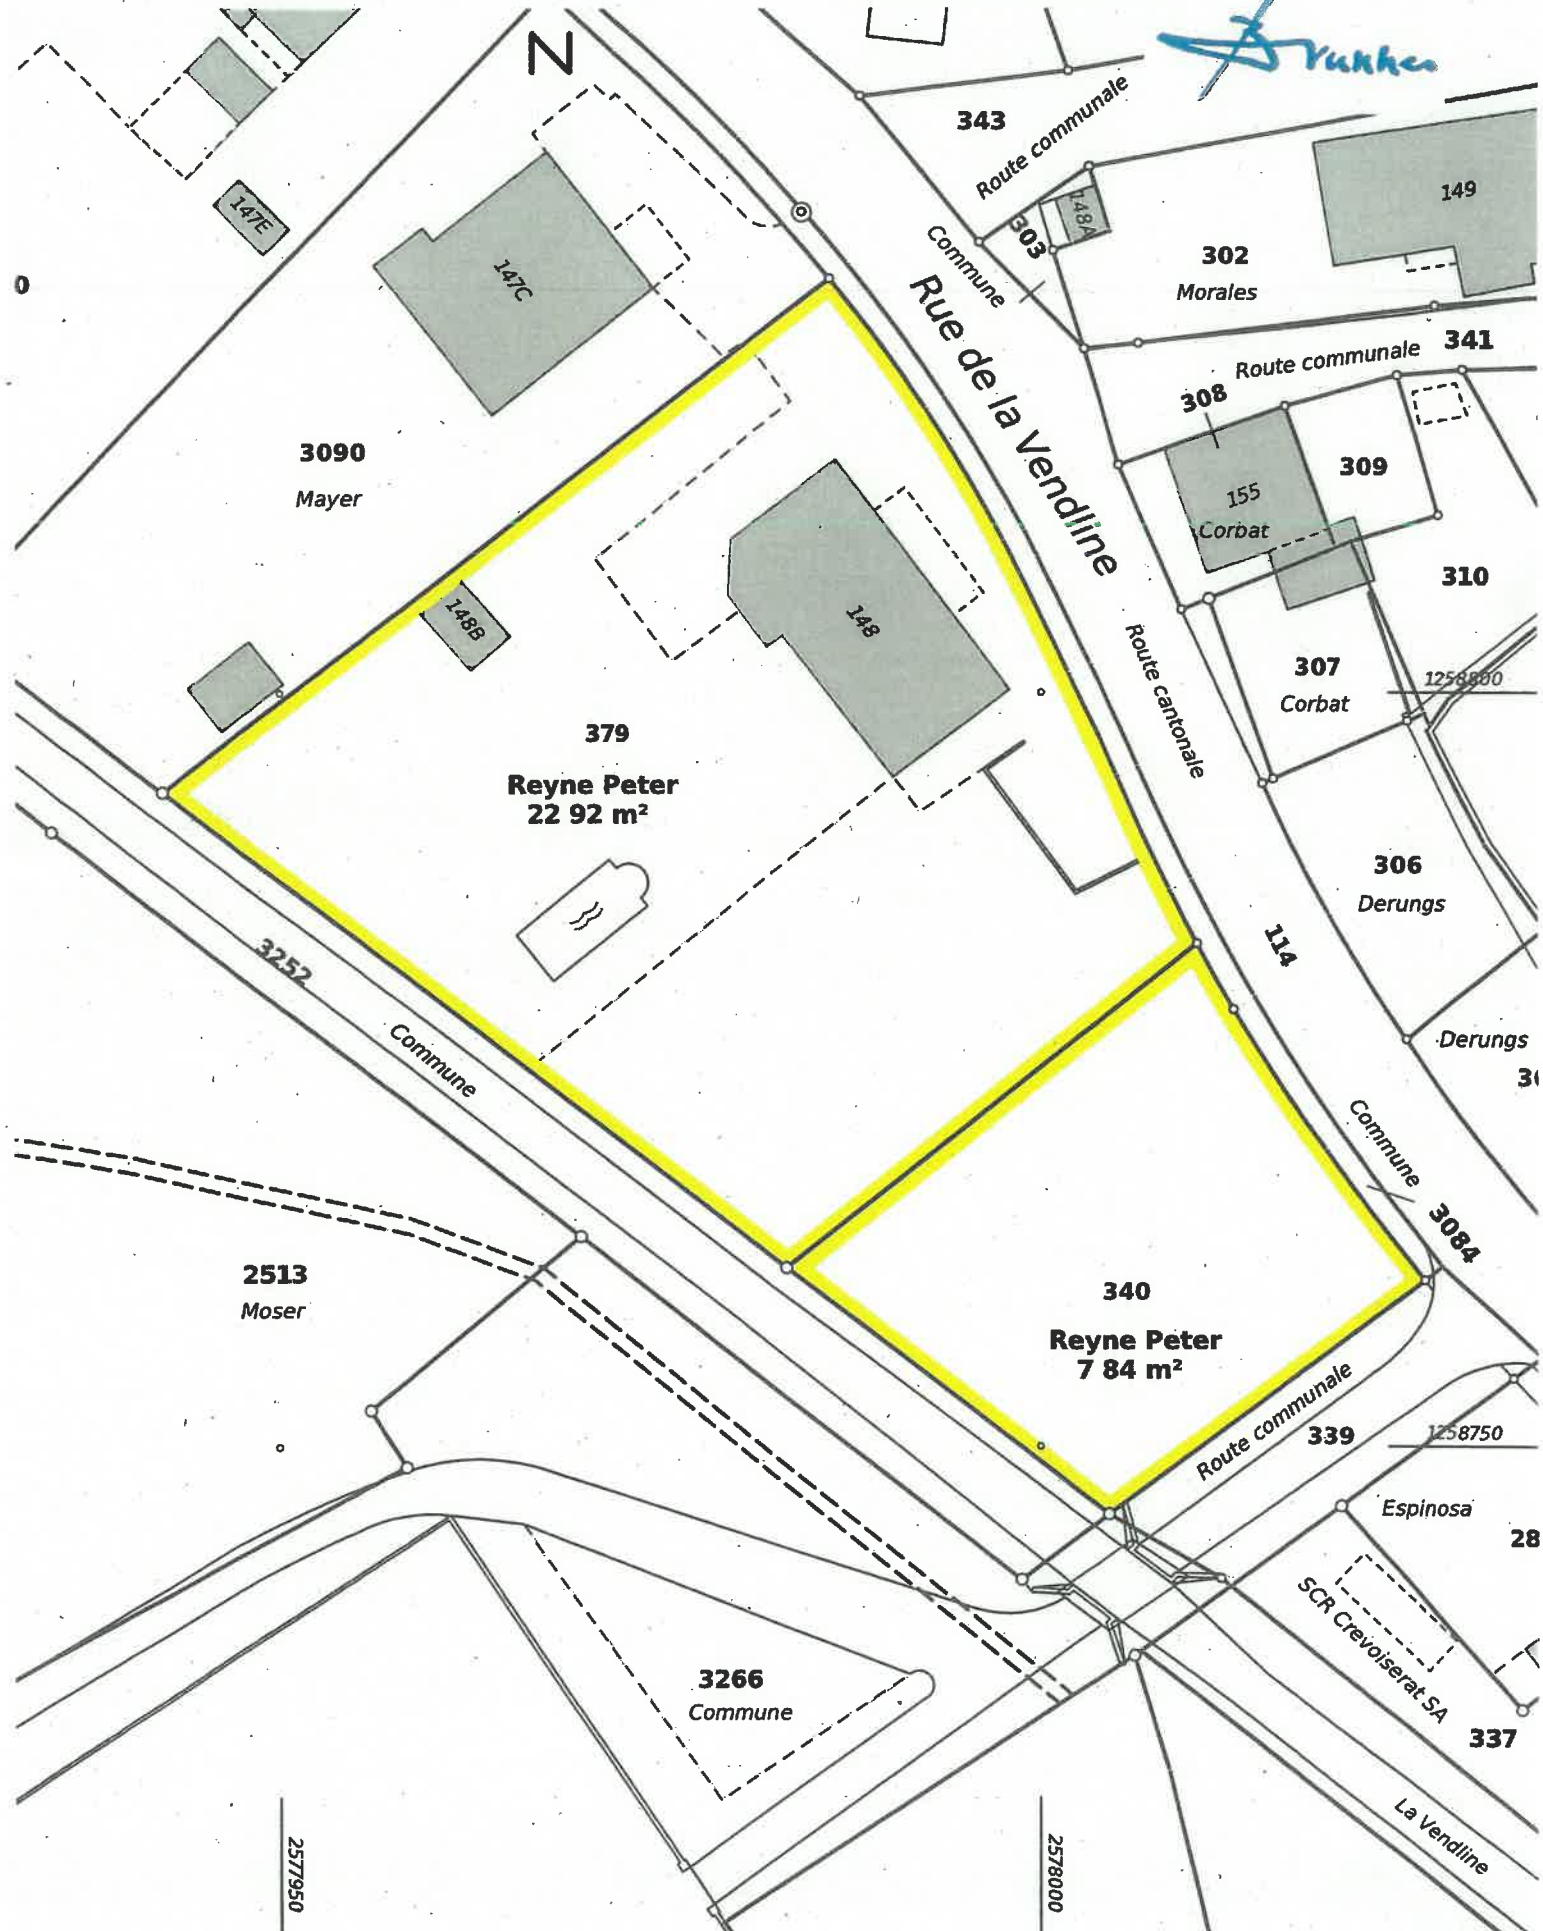 N
343
Route communale
147E
147C
303
148A
149
Commune
302
Morales
0
Rue de la Vendline
Route communale
341
308
3090
Mayer
309
155
Corbat
310
148B
148
Route cantonale
307
Corbat
1258800
379
Reyne Peter
22 92 m²
306
Derungs
114
3252
Commune
Derungs
Commune
3084
2513
Moser
340
Reyne Peter
7 84 m²
Route communale
339
1258750
Espinosa
28
SCR Crevoiserat SA
3266
Commune
337
La Vendline
2577950
2578000